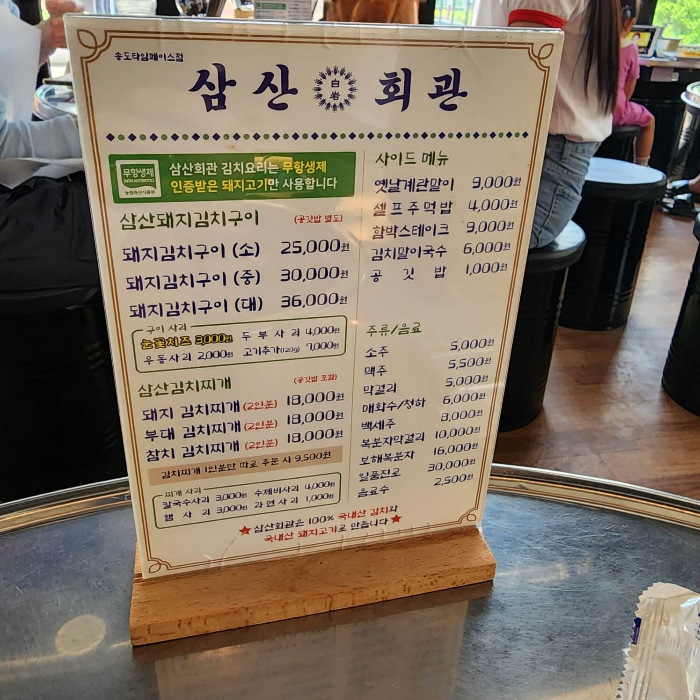 송도타임페이스점
삼산 白岩 회관
무항생제
삼산회관 김치요리는 무항생제
인증받은 돼지고기만 사용합니다
삼산돼지김치구이 (공깃밥 별도)
돼지김치구이 (소) 25,000원
돼지김치구이 (중) 30,000원
돼지김치구이 (대) 36,000원
구이 사리
눈꽃치즈 3,000원 두부사리 4,000원
우동사리 2,000원 고기추가(120g) 7,000원
삼산김치찌개 (공깃밥 포함)
돼지 김치찌개 (2인분) 18,000원
부대 김치찌개 (2인분) 18,000원
참치 김치찌개 (2인분) 18,000원
김치찌개 1인분만 따로 주문 시 9,500원
찌개 사리
칼국수사리 3,000원 수제비사리 4,000원
햄 사리 3,000원 라면사리 1,000원
사이드 메뉴
옛날계란말이 9,000원
셀프주먹밥 4,000원
함박스테이크 9,000원
김치말이국수 6,000원
공깃밥 1,000원
주류/음료
소주 5,000원
맥주 5,500원
막걸리 5,000원
매화수/청하 6,000원
백세주 8,000원
복분자막걸리 10,000원
보해복분자 16,000원
일품진로 30,000원
음료수 2,500원
★삼산회관은 100% 국내산 김치와
국내산 돼지고기로 만듭니다★